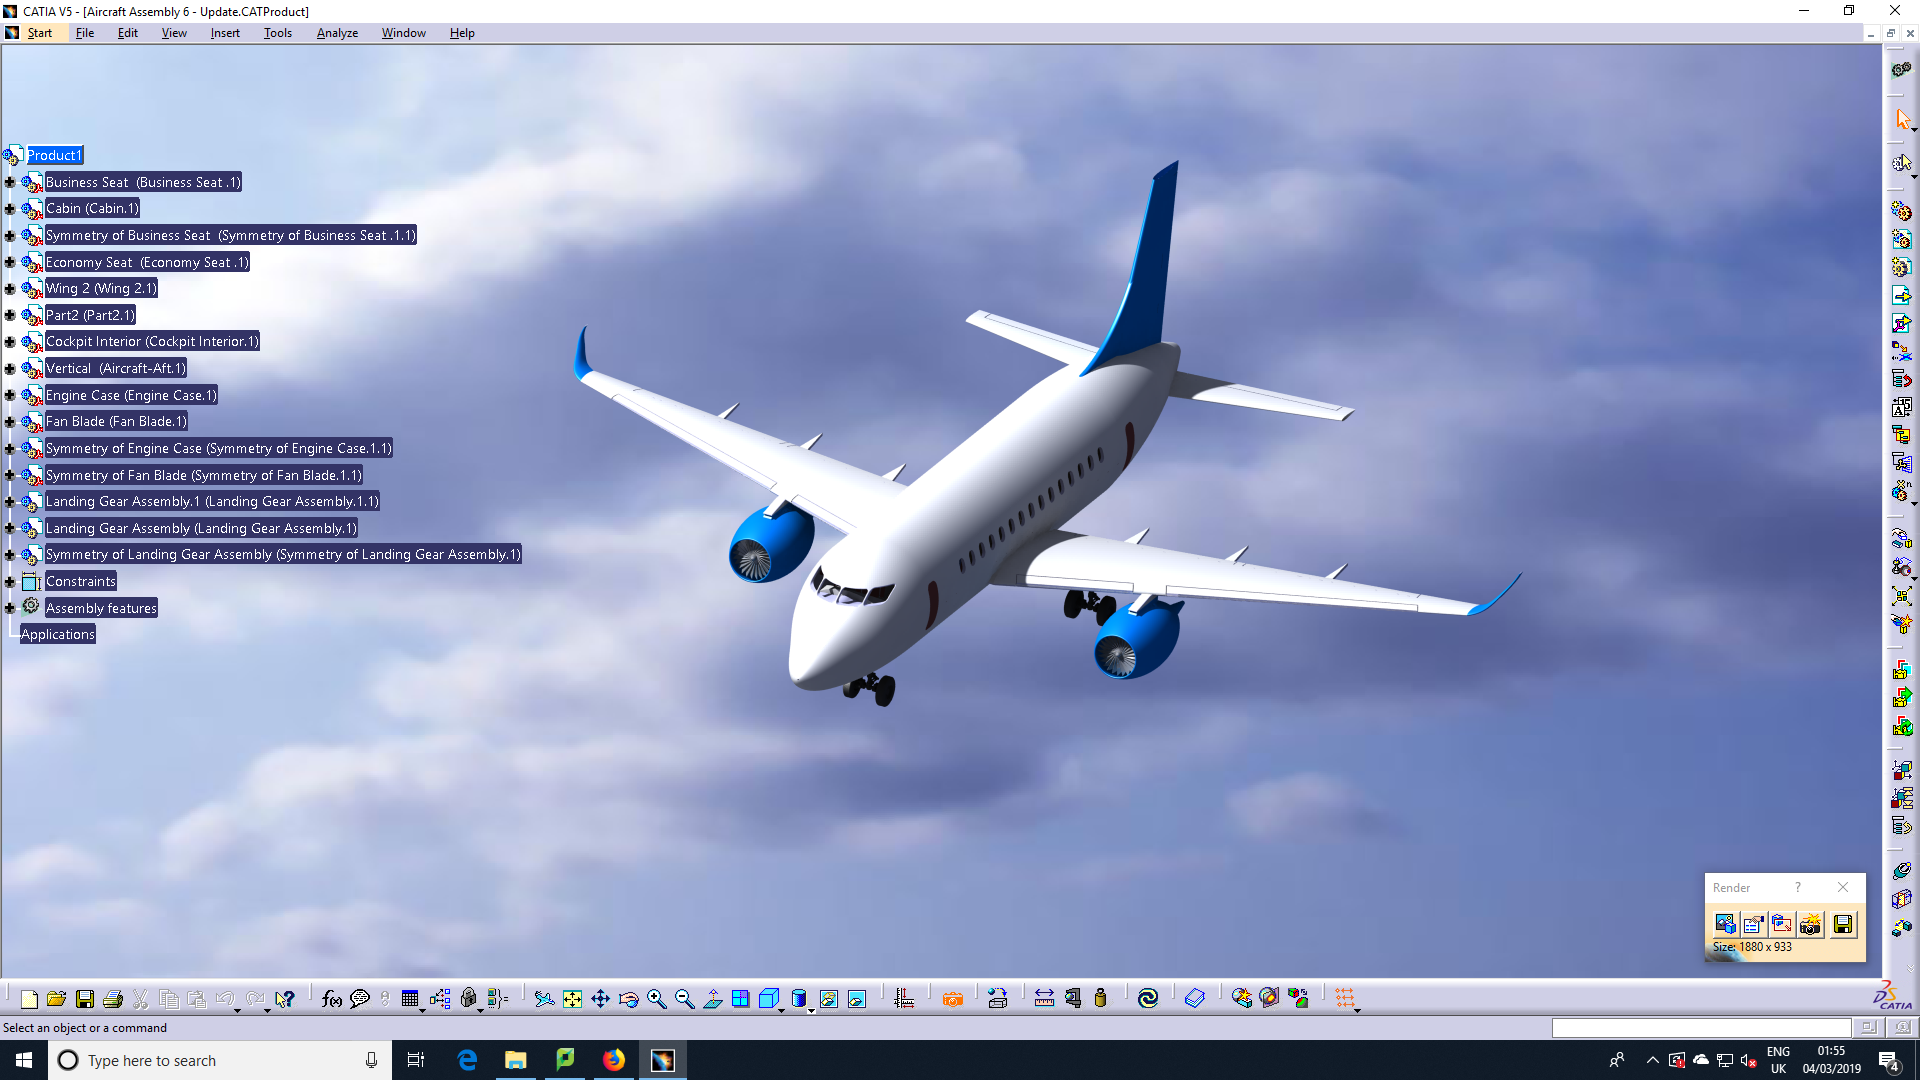 CATIA V5 - [Aircraft Assembly 6 - Update.CATProduct]
Start File Edit View Insert Tools Analyze Window Help
Product1
Business Seat  (Business Seat .1)
Cabin (Cabin.1)
Symmetry of Business Seat  (Symmetry of Business Seat .1.1)
Economy Seat  (Economy Seat .1)
Wing 2 (Wing 2.1)
Part2 (Part2.1)
Cockpit Interior (Cockpit Interior.1)
Vertical  (Aircraft-Aft.1)
Engine Case (Engine Case.1)
Fan Blade (Fan Blade.1)
Symmetry of Engine Case (Symmetry of Engine Case.1.1)
Symmetry of Fan Blade (Symmetry of Fan Blade.1.1)
Landing Gear Assembly.1 (Landing Gear Assembly.1.1)
Landing Gear Assembly (Landing Gear Assembly.1)
Symmetry of Landing Gear Assembly (Symmetry of Landing Gear Assembly.1)
Constraints
Assembly features
Applications
Render ?
Size: 1880 x 933
f(x)
CATIA
Select an object or a command
Type here to search
ENG
UK
01:55
04/03/2019
4